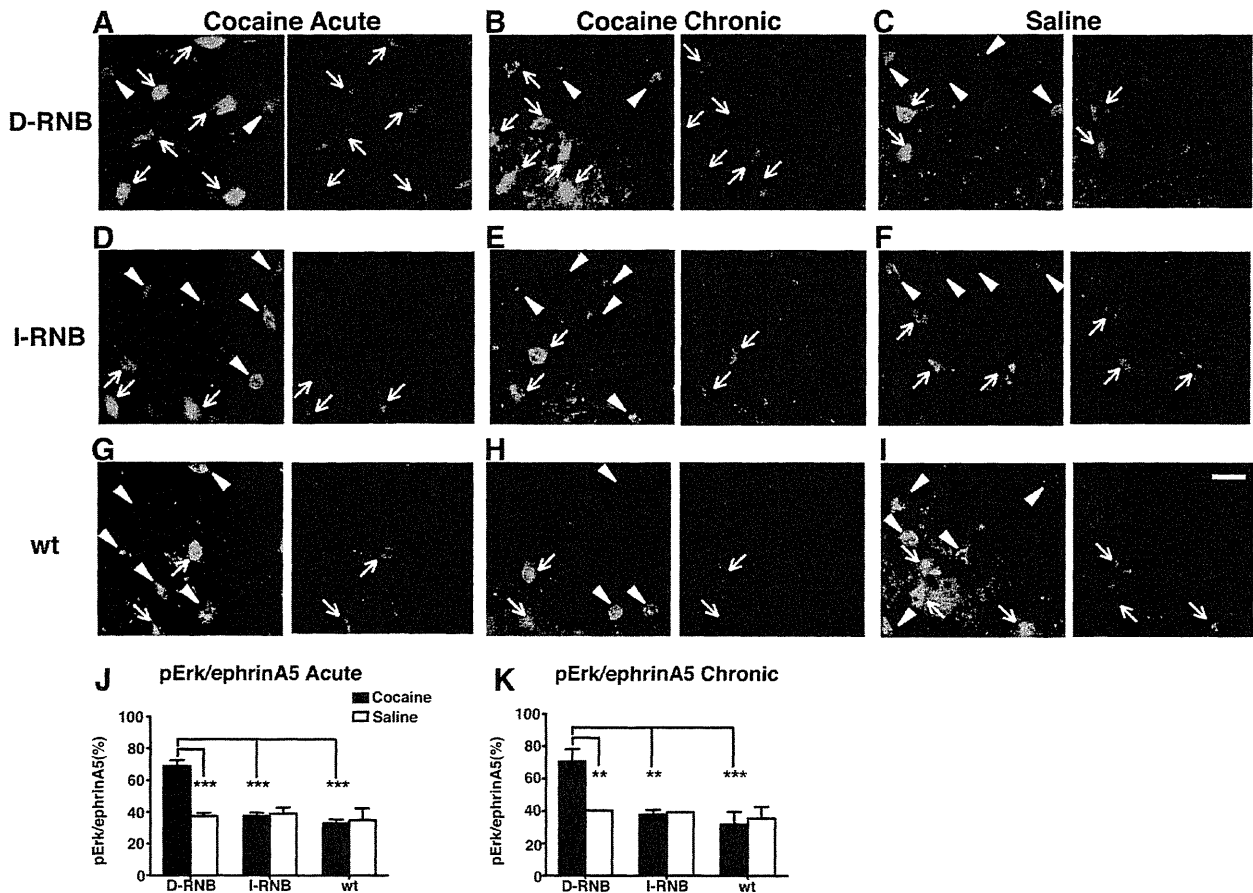 A Cocaine Acute B Cocaine Chronic C Saline
D-RNB
D E F
I-RNB
G H I
wt
J pErk/ephrinA5 Acute
Cocaine
Saline
pErk/ephrinA5(%)
100
80
60
40
20
0
*** *** ***
D-RNB I-RNB wt
K pErk/ephrinA5 Chronic
pErk/ephrinA5(%)
100
80
60
40
20
0
** ** ***
D-RNB I-RNB wt